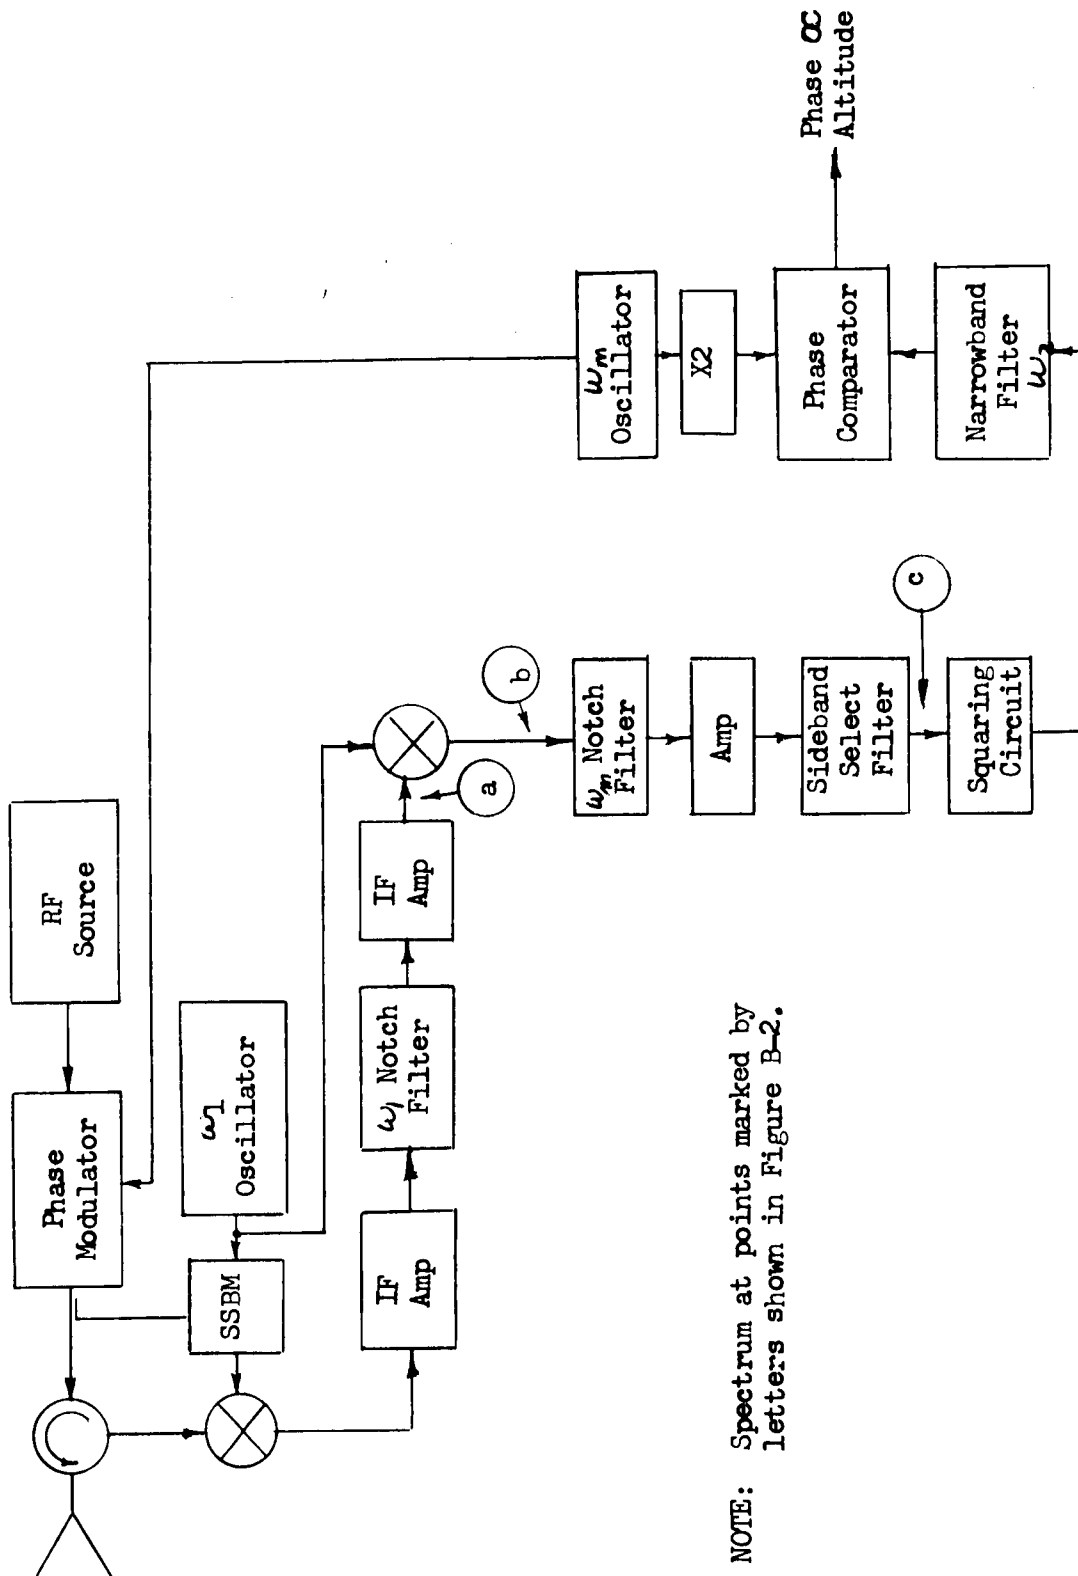 RF
Source
Phase
Modulator
ω1
Oscillator
SSBM
IF
Amp
ω1 Notch
Filter
IF
Amp
a
b
ωm Notch
Filter
Amp
Sideband
Select
Filter
c
Squaring
Circuit
ωm
Oscillator
X2
Phase
Comparator
Narrowband
Filter
ω2
Phase ∝
Altitude
NOTE: Spectrum at points marked by
letters shown in Figure B-2.